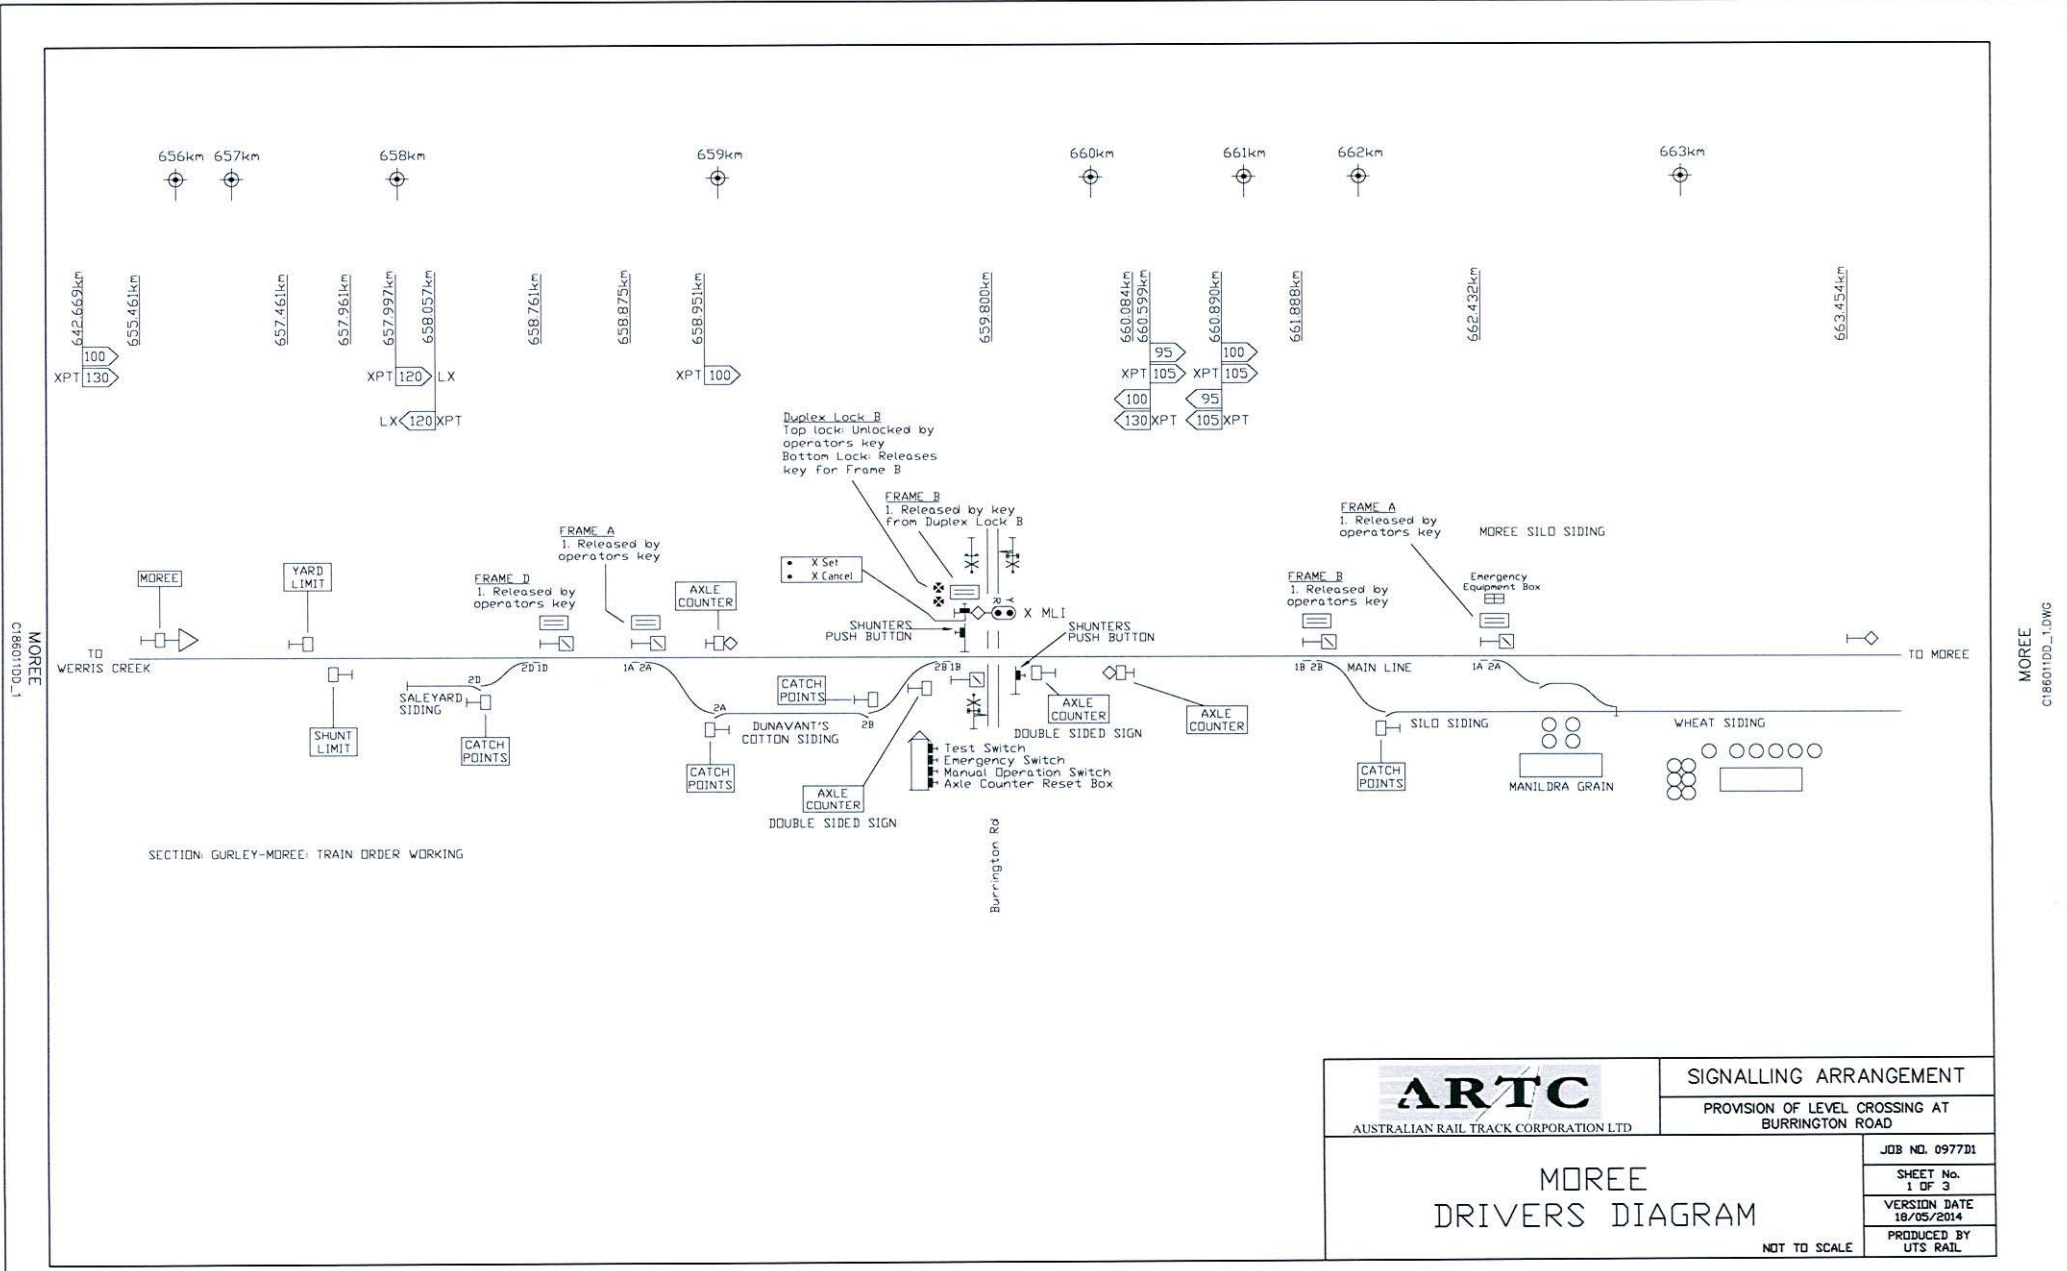 656km 657km 658km 659km 660km 661km 662km 663km
642.669km
655.461km
657.461km
657.961km
657.997km
658.057km
658.761km
658.875km
658.951km
659.800km
660.084km
660.599km
660.890km
661.888km
662.432km
663.454km
100
XPT 130
XPT 120 LX
LX 120 XPT
XPT 100
95
XPT 105
100
130 XPT
100
XPT 105
95
105 XPT
Duplex Lock B
Top lock: Unlocked by
operators key
Bottom Lock: Releases
key for Frame B
FRAME B
1. Released by key
from Duplex Lock B
FRAME A
1. Released by
operators key
FRAME A
1. Released by
operators key
MOREE SILO SIDING
MOREE
YARD
LIMIT
FRAME D
1. Released by
operators key
AXLE
COUNTER
X Set
X Cancel
R Y
X MLI
SHUNTERS
PUSH BUTTON
SHUNTERS
PUSH BUTTON
FRAME B
1. Released by
operators key
Emergency
Equipment Box
TO
WERRIS CREEK
2D 1D
1A 2A
2B 1B
1B 2B
MAIN LINE
1A 2A
TO MOREE
SALEYARD
SIDING
2D
SHUNT
LIMIT
CATCH
POINTS
2A
CATCH
POINTS
DUNAVANT'S
COTTON SIDING
CATCH
POINTS
2B
AXLE
COUNTER
DOUBLE SIDED SIGN
AXLE
COUNTER
DOUBLE SIDED SIGN
AXLE
COUNTER
Test Switch
Emergency Switch
Manual Operation Switch
Axle Counter Reset Box
Burrington Rd
CATCH
POINTS
SILO SIDING
MANILDRA GRAIN
WHEAT SIDING
SECTION: GURLEY-MOREE: TRAIN ORDER WORKING
MOREE
C186011DD_1
MOREE
C186011DD_1.DWG
ARTC
AUSTRALIAN RAIL TRACK CORPORATION LTD
SIGNALLING ARRANGEMENT
PROVISION OF LEVEL CROSSING AT
BURRINGTON ROAD
MOREE
DRIVERS DIAGRAM
NOT TO SCALE
JOB NO. 0977D1
SHEET No.
1 OF 3
VERSION DATE
18/05/2014
PRODUCED BY
UTS RAIL